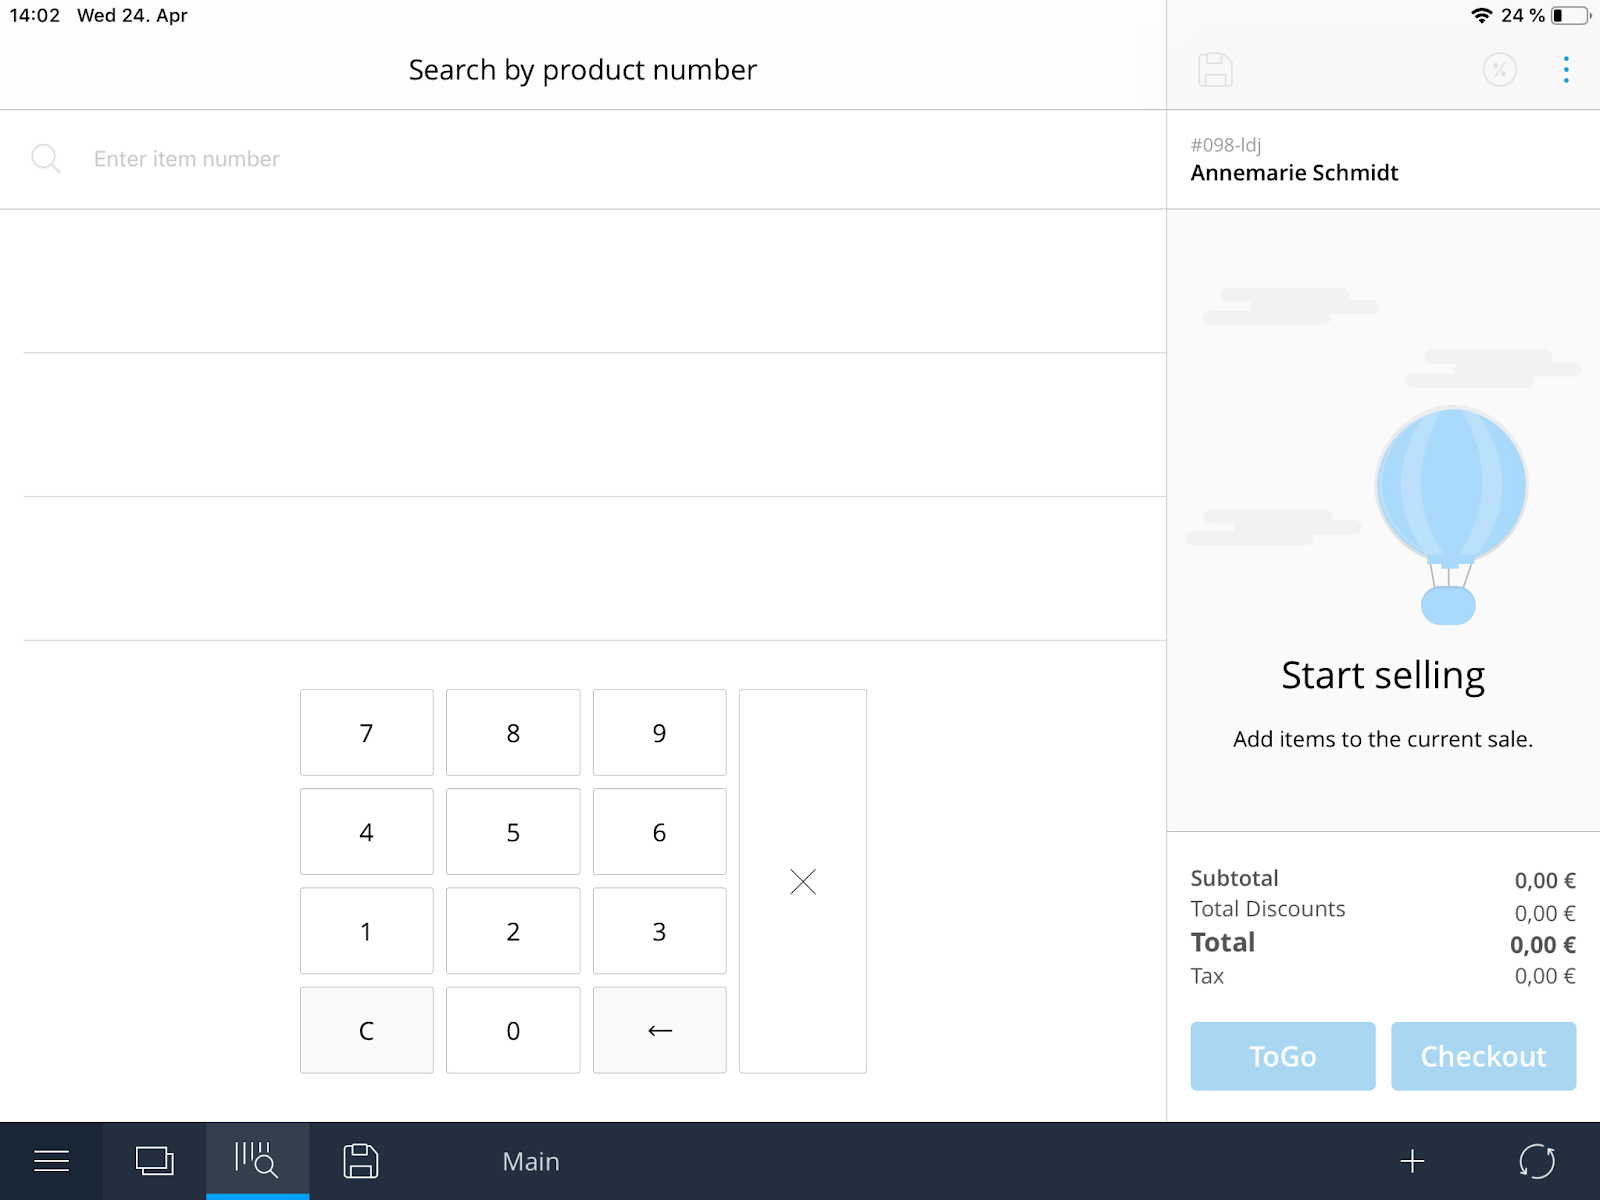 14:02 Wed 24. Apr
24 %
Search by product number
Enter item number
#098-ldj
Annemarie Schmidt
Start selling
Add items to the current sale.
7 8 9
4 5 6
1 2 3
C 0 ←
Subtotal 0,00 €
Total Discounts 0,00 €
Total 0,00 €
Tax 0,00 €
ToGo Checkout
Main